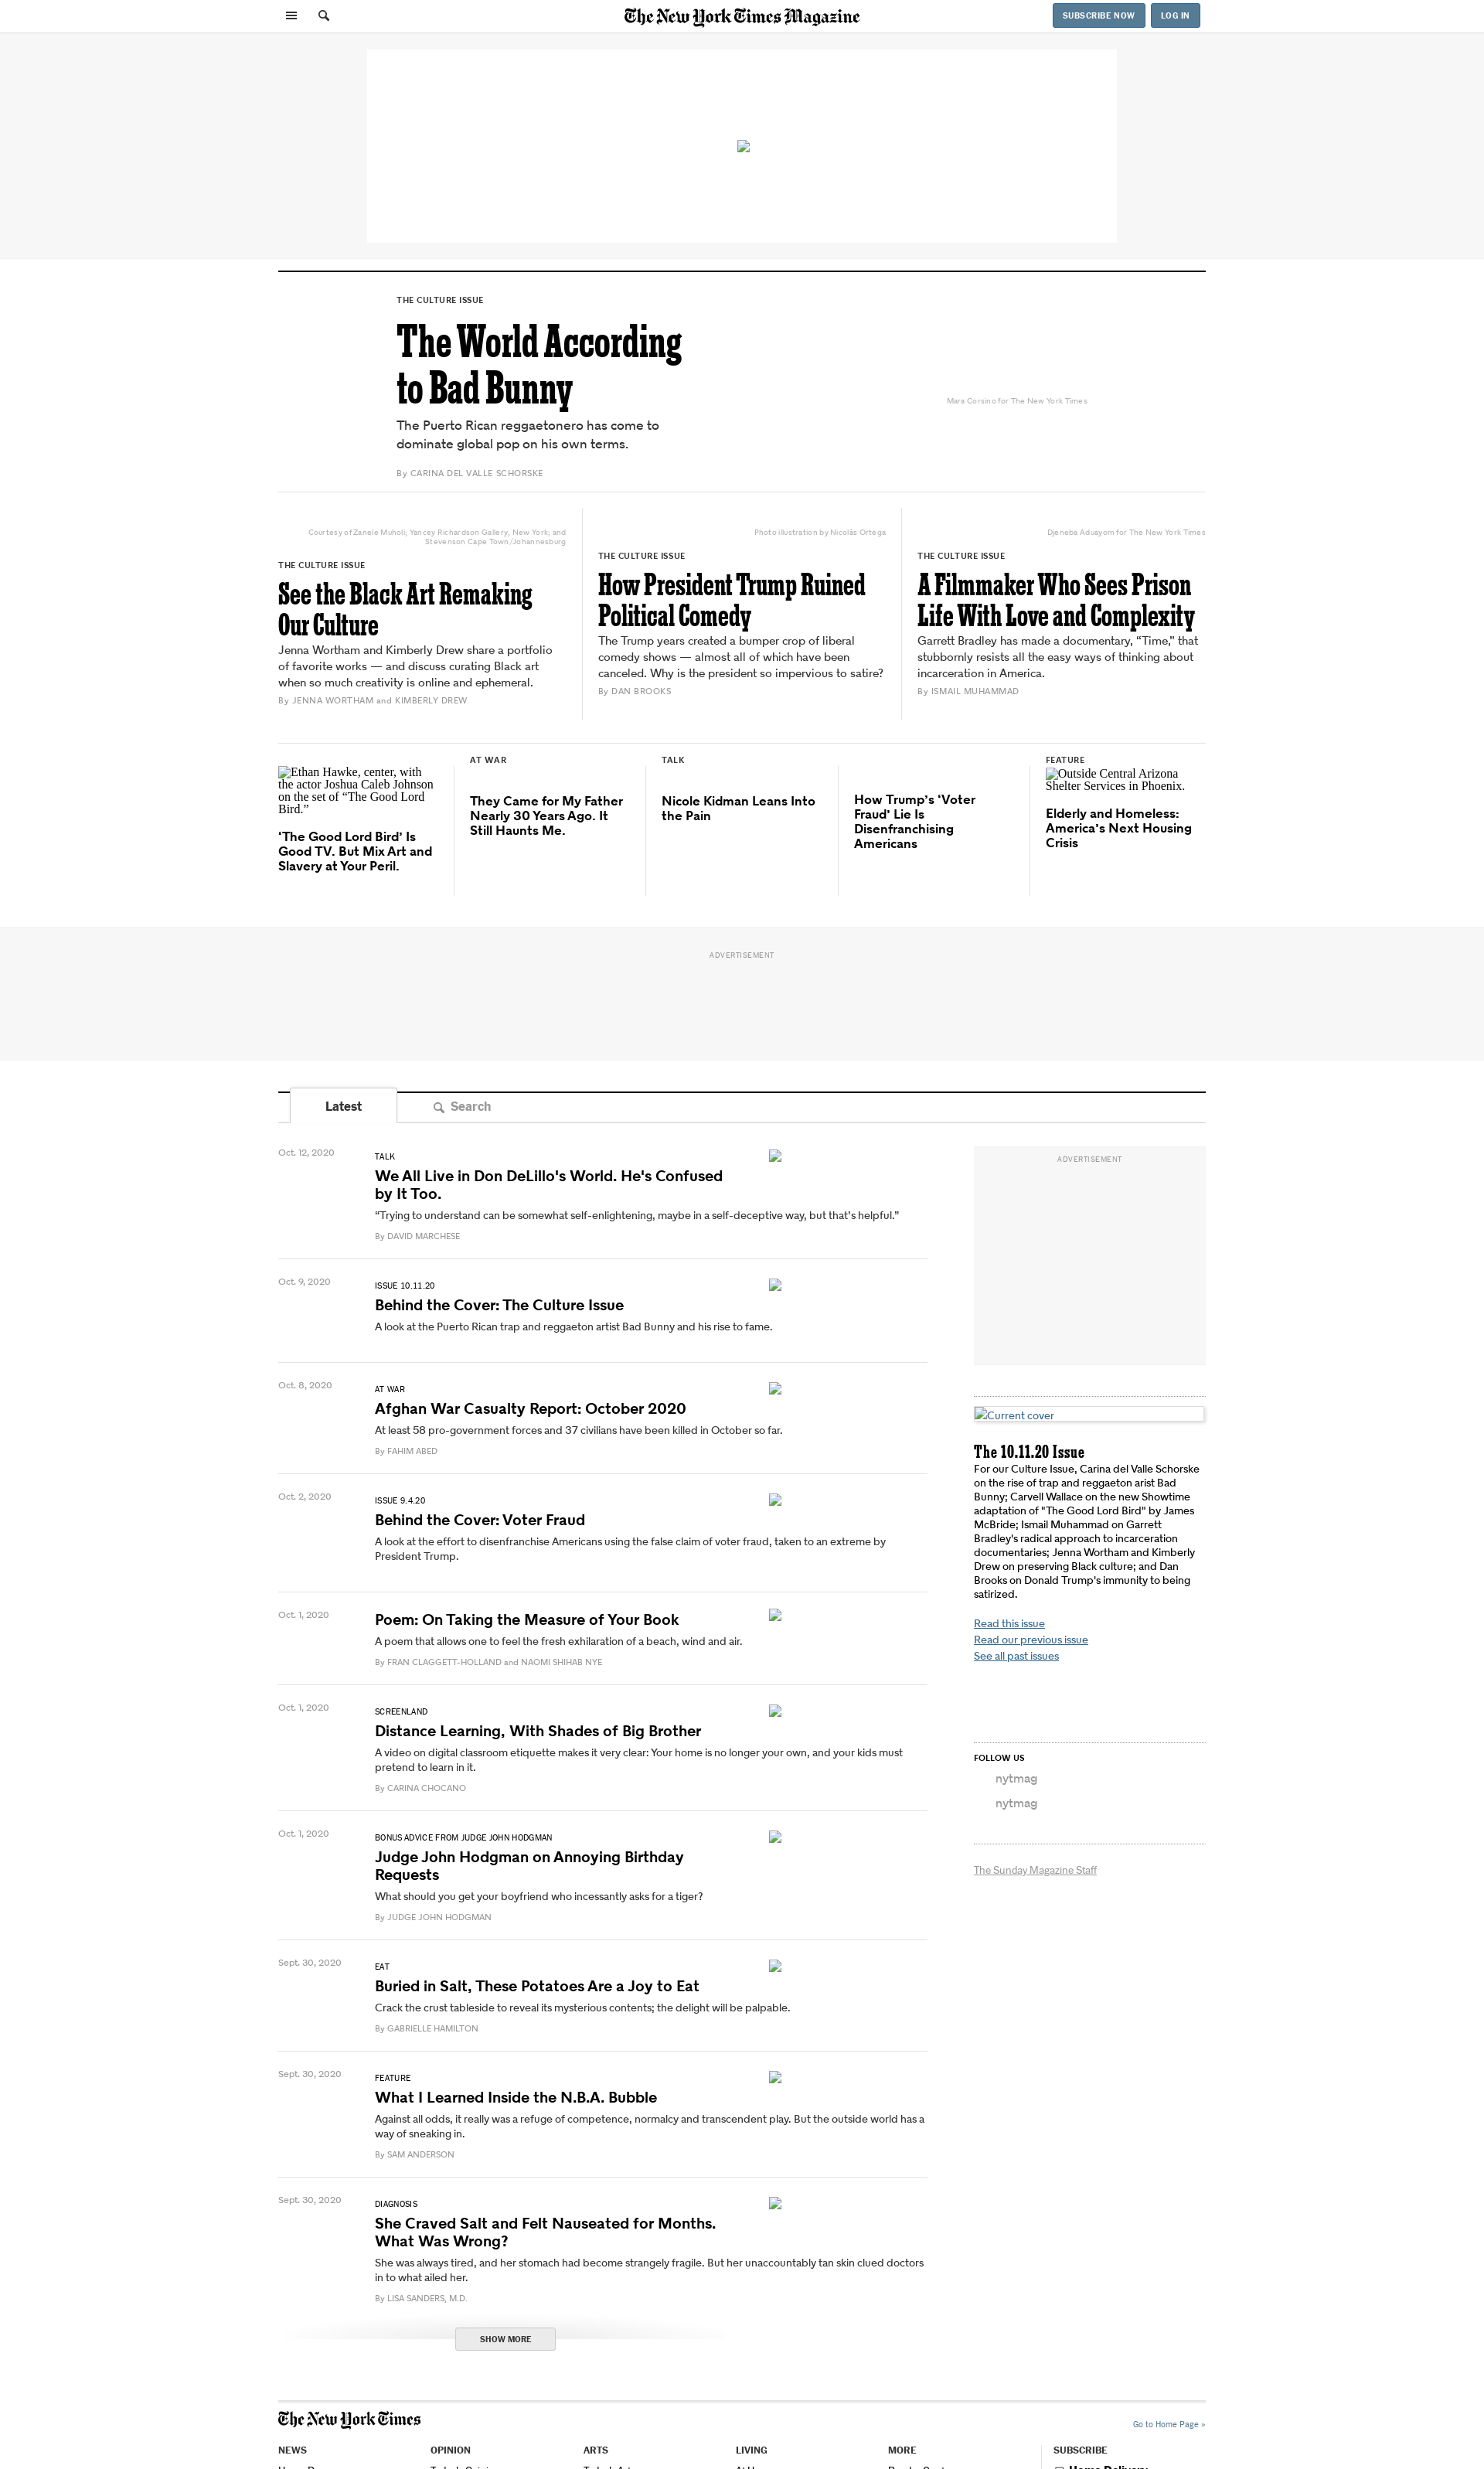 The New York Times Magazine
SUBSCRIBE NOW
LOG IN
THE CULTURE ISSUE
The World According
to Bad Bunny
The Puerto Rican reggaetonero has come to
dominate global pop on his own terms.
By CARINA DEL VALLE SCHORSKE
Mara Corsino for The New York Times
Courtesy of Zanele Muholi; Yancey Richardson Gallery, New York; and
Stevenson Cape Town/Johannesburg
THE CULTURE ISSUE
See the Black Art Remaking
Our Culture
Jenna Wortham and Kimberly Drew share a portfolio
of favorite works — and discuss curating Black art
when so much creativity is online and ephemeral.
By JENNA WORTHAM and KIMBERLY DREW
Photo illustration by Nicolás Ortega
THE CULTURE ISSUE
How President Trump Ruined
Political Comedy
The Trump years created a bumper crop of liberal
comedy shows — almost all of which have been
canceled. Why is the president so impervious to satire?
By DAN BROOKS
Djeneba Aduayom for The New York Times
THE CULTURE ISSUE
A Filmmaker Who Sees Prison
Life With Love and Complexity
Garrett Bradley has made a documentary, “Time,” that
stubbornly resists all the easy ways of thinking about
incarceration in America.
By ISMAIL MUHAMMAD
Ethan Hawke, center, with
the actor Joshua Caleb Johnson
on the set of “The Good Lord
Bird.”
‘The Good Lord Bird’ Is
Good TV. But Mix Art and
Slavery at Your Peril.
AT WAR
They Came for My Father
Nearly 30 Years Ago. It
Still Haunts Me.
TALK
Nicole Kidman Leans Into
the Pain
How Trump’s ‘Voter
Fraud’ Lie Is
Disenfranchising
Americans
FEATURE
Outside Central Arizona
Shelter Services in Phoenix.
Elderly and Homeless:
America’s Next Housing
Crisis
ADVERTISEMENT
Latest
Search
Oct. 12, 2020
TALK
We All Live in Don DeLillo's World. He's Confused
by It Too.
“Trying to understand can be somewhat self-enlightening, maybe in a self-deceptive way, but that's helpful.”
By DAVID MARCHESE
Oct. 9, 2020
ISSUE 10.11.20
Behind the Cover: The Culture Issue
A look at the Puerto Rican trap and reggaeton artist Bad Bunny and his rise to fame.
Oct. 8, 2020
AT WAR
Afghan War Casualty Report: October 2020
At least 58 pro-government forces and 37 civilians have been killed in October so far.
By FAHIM ABED
Oct. 2, 2020
ISSUE 9.4.20
Behind the Cover: Voter Fraud
A look at the effort to disenfranchise Americans using the false claim of voter fraud, taken to an extreme by
President Trump.
Oct. 1, 2020
Poem: On Taking the Measure of Your Book
A poem that allows one to feel the fresh exhilaration of a beach, wind and air.
By FRAN CLAGGETT-HOLLAND and NAOMI SHIHAB NYE
Oct. 1, 2020
SCREENLAND
Distance Learning, With Shades of Big Brother
A video on digital classroom etiquette makes it very clear: Your home is no longer your own, and your kids must
pretend to learn in it.
By CARINA CHOCANO
Oct. 1, 2020
BONUS ADVICE FROM JUDGE JOHN HODGMAN
Judge John Hodgman on Annoying Birthday
Requests
What should you get your boyfriend who incessantly asks for a tiger?
By JUDGE JOHN HODGMAN
Sept. 30, 2020
EAT
Buried in Salt, These Potatoes Are a Joy to Eat
Crack the crust tableside to reveal its mysterious contents; the delight will be palpable.
By GABRIELLE HAMILTON
Sept. 30, 2020
FEATURE
What I Learned Inside the N.B.A. Bubble
Against all odds, it really was a refuge of competence, normalcy and transcendent play. But the outside world has a
way of sneaking in.
By SAM ANDERSON
Sept. 30, 2020
DIAGNOSIS
She Craved Salt and Felt Nauseated for Months.
What Was Wrong?
She was always tired, and her stomach had become strangely fragile. But her unaccountably tan skin clued doctors
in to what ailed her.
By LISA SANDERS, M.D.
SHOW MORE
ADVERTISEMENT
Current cover
The 10.11.20 Issue
For our Culture Issue, Carina del Valle Schorske
on the rise of trap and reggaeton arist Bad
Bunny; Carvell Wallace on the new Showtime
adaptation of "The Good Lord Bird" by James
McBride; Ismail Muhammad on Garrett
Bradley's radical approach to incarceration
documentaries; Jenna Wortham and Kimberly
Drew on preserving Black culture; and Dan
Brooks on Donald Trump's immunity to being
satirized.
Read this issue
Read our previous issue
See all past issues
FOLLOW US
nytmag
nytmag
The Sunday Magazine Staff
The New York Times
Go to Home Page »
NEWS
OPINION
ARTS
LIVING
MORE
SUBSCRIBE